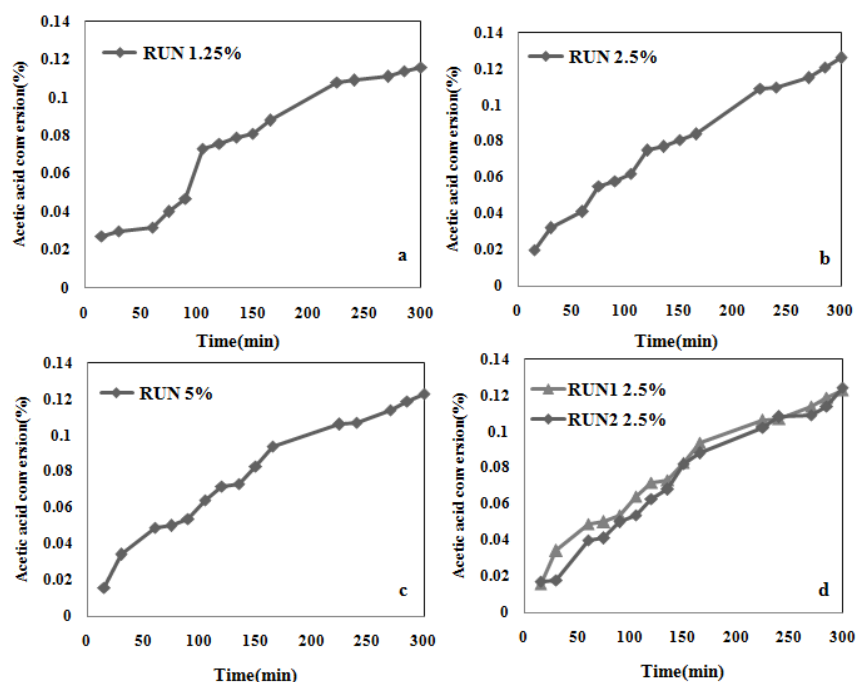 0.14
RUN 1.25%
0.12
0.1
0.08
0.06
0.04
0.02
0
Acetic acid conversion(%)
a
0 50 100 150 200 250 300
Time(min)
0.14
RUN 2.5%
0.12
0.1
0.08
0.06
0.04
0.02
0
Acetic acid conversion(%)
b
0 50 100 150 200 250 300
Time(min)
0.14
RUN 5%
0.12
0.1
0.08
0.06
0.04
0.02
0
Acetic acid conversion(%)
c
0 50 100 150 200 250 300
Time(min)
0.14
RUN1 2.5%
0.12
RUN2 2.5%
0.1
0.08
0.06
0.04
0.02
0
Acetic acid conversion(%)
d
0 50 100 150 200 250 300
Time(min)